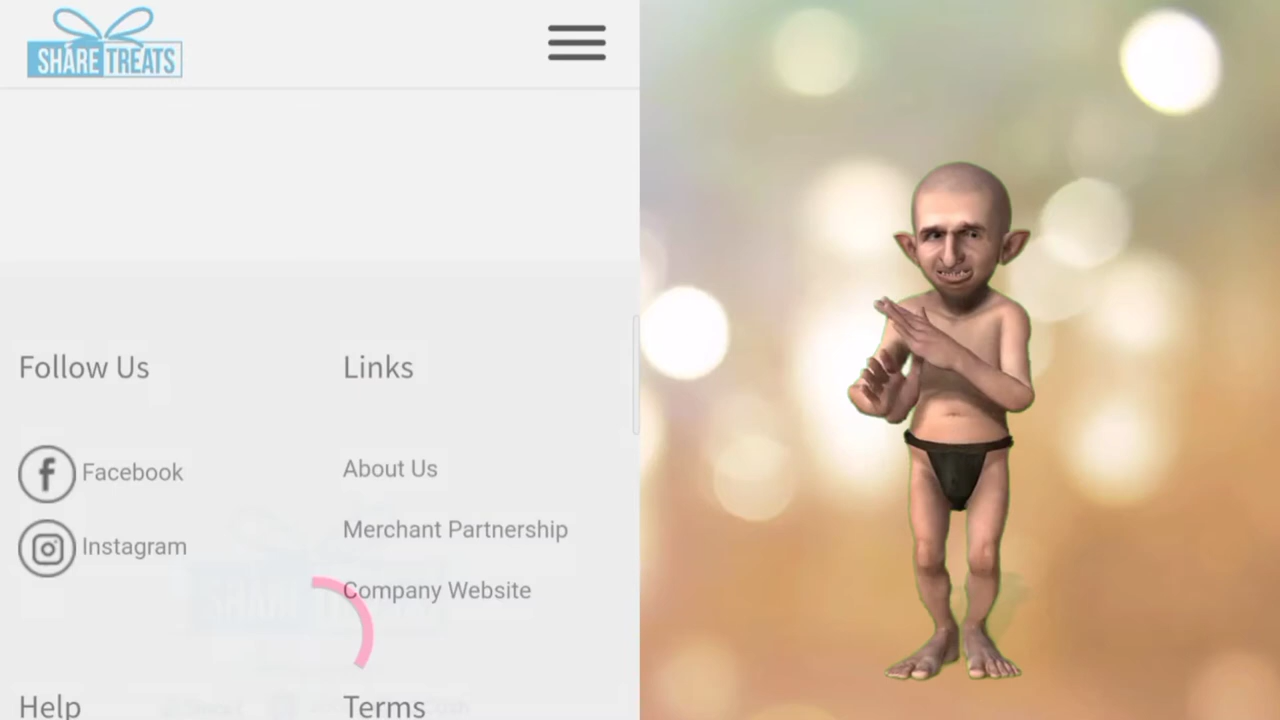 SHARE TREATS
Follow Us
Links
Facebook
About Us
Instagram
Merchant Partnership
Company Website
Help
Terms